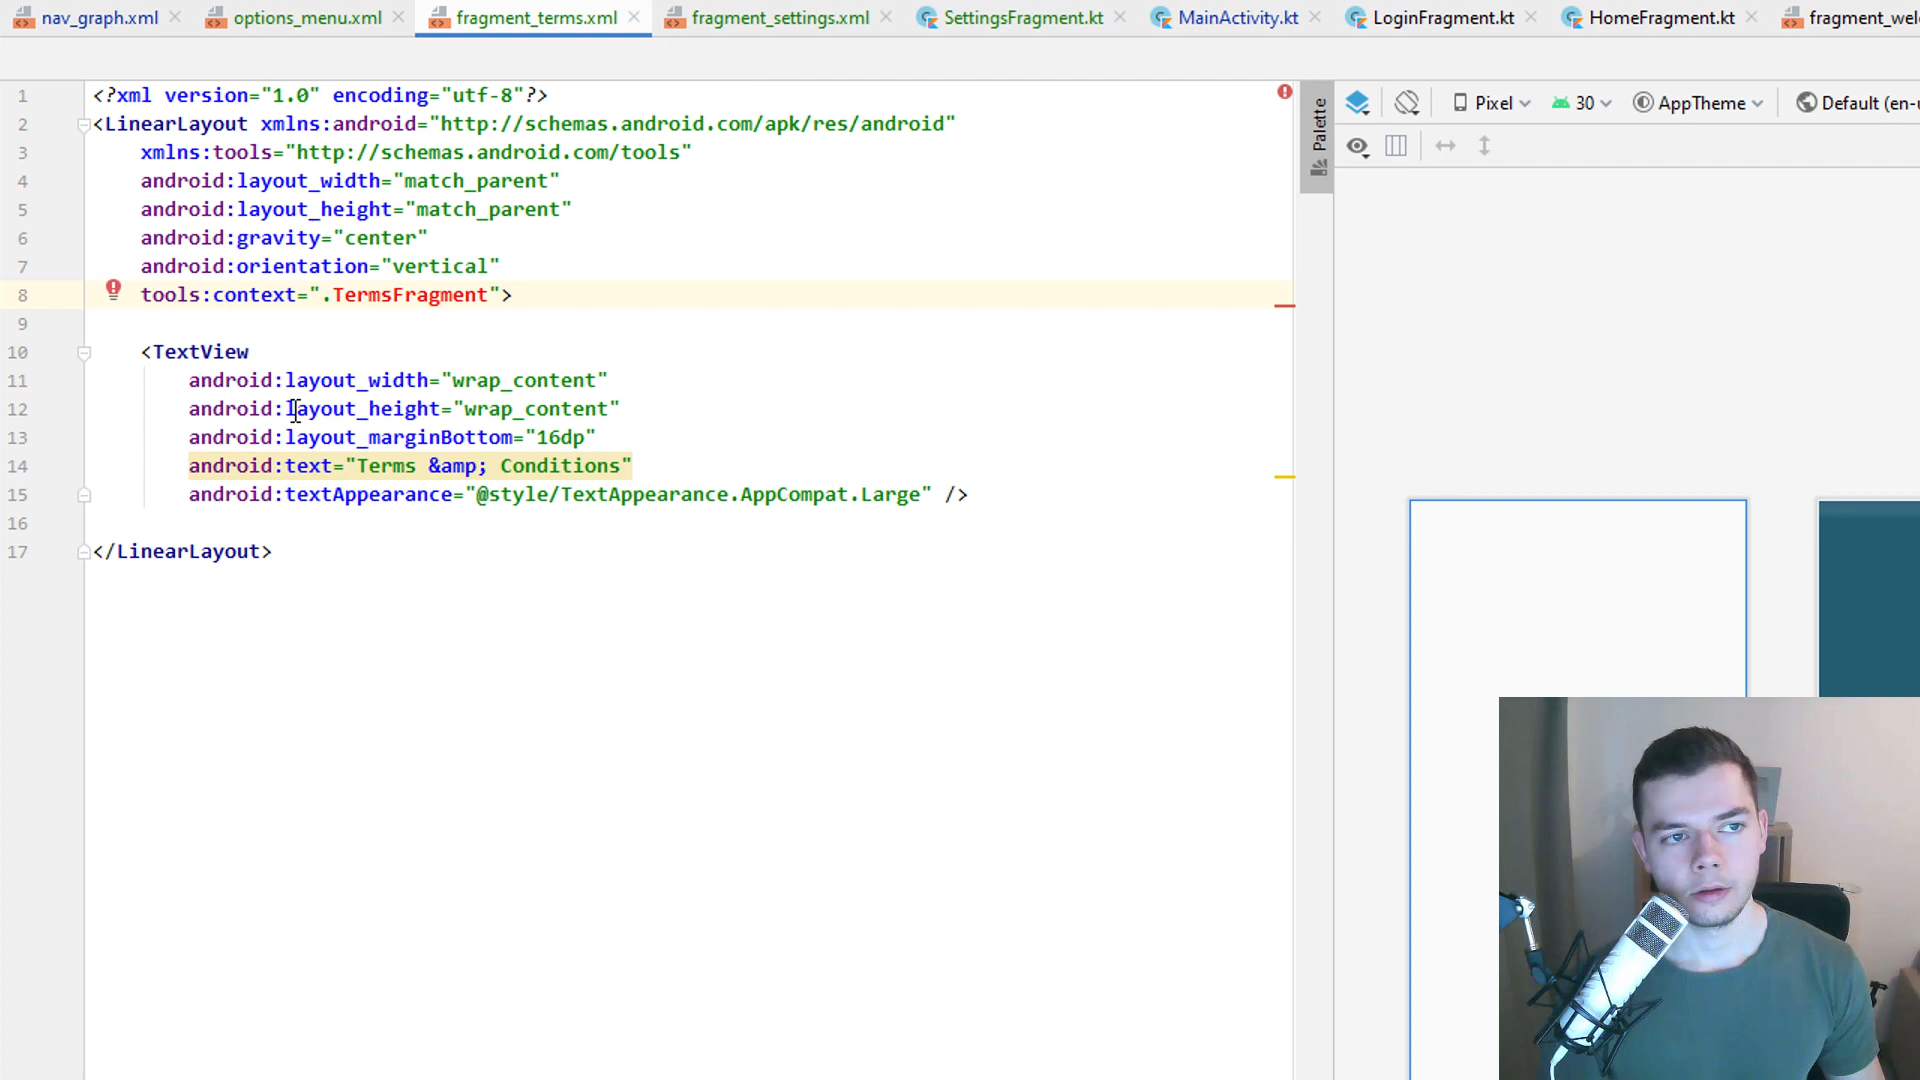 nav_graph.xml
options_menu.xml
fragment_terms.xml
fragment_settings.xml
SettingsFragment.kt
MainActivity.kt
LoginFragment.kt
HomeFragment.kt
fragment_wel
Palette
Pixel
30
AppTheme
Default (en-u
1 <?xml version="1.0" encoding="utf-8"?>
2 <LinearLayout xmlns:android="http://schemas.android.com/apk/res/android"
3 xmlns:tools="http://schemas.android.com/tools"
4 android:layout_width="match_parent"
5 android:layout_height="match_parent"
6 android:gravity="center"
7 android:orientation="vertical"
8 tools:context=".TermsFragment">
9
10 <TextView
11 android:layout_width="wrap_content"
12 android:layout_height="wrap_content"
13 android:layout_marginBottom="16dp"
14 android:text="Terms &amp; Conditions"
15 android:textAppearance="@style/TextAppearance.AppCompat.Large" />
16
17 </LinearLayout>